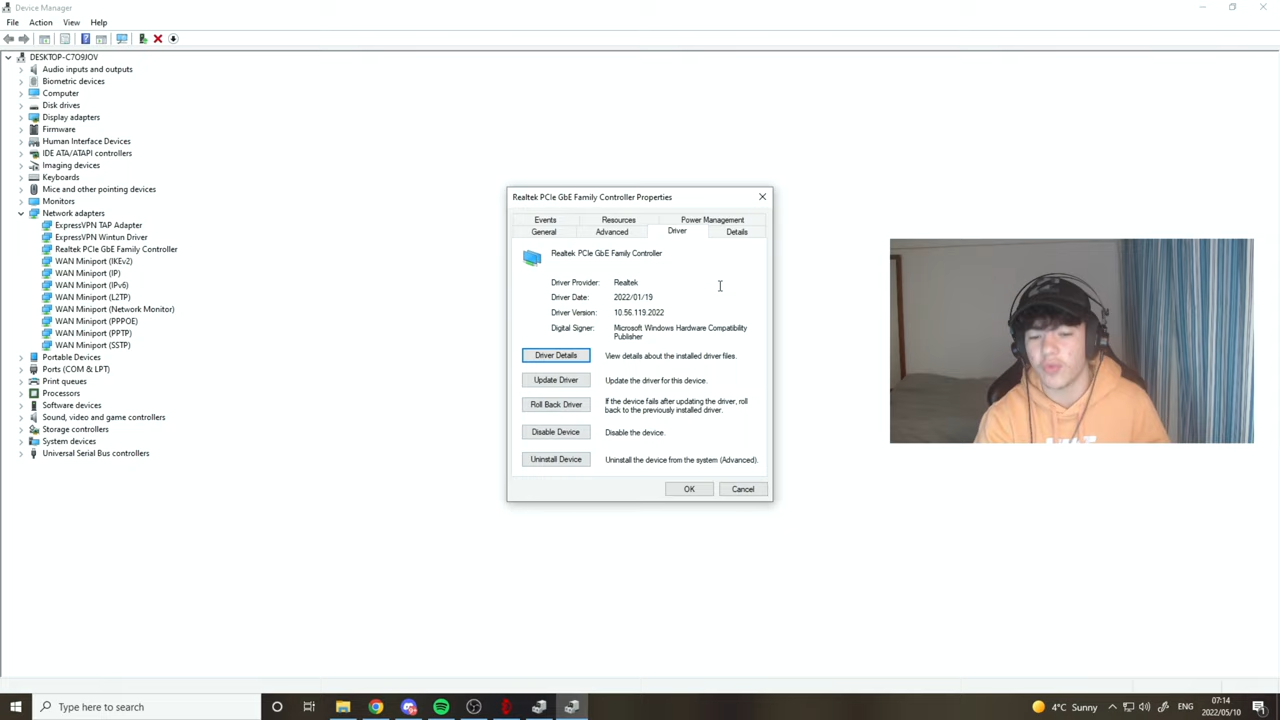 Device Manager
File Action View Help
DESKTOP-C7O9JOV
Audio inputs and outputs
Biometric devices
Computer
Disk drives
Display adapters
Firmware
Human Interface Devices
IDE ATA/ATAPI controllers
Imaging devices
Keyboards
Mice and other pointing devices
Monitors
Network adapters
ExpressVPN TAP Adapter
ExpressVPN Wintun Driver
Realtek PCIe GbE Family Controller
WAN Miniport (IKEv2)
WAN Miniport (IP)
WAN Miniport (IPv6)
WAN Miniport (L2TP)
WAN Miniport (Network Monitor)
WAN Miniport (PPPOE)
WAN Miniport (PPTP)
WAN Miniport (SSTP)
Portable Devices
Ports (COM & LPT)
Print queues
Processors
Software devices
Sound, video and game controllers
Storage controllers
System devices
Universal Serial Bus controllers
Realtek PCIe GbE Family Controller Properties
Events Resources Power Management
General Advanced Driver Details
Realtek PCIe GbE Family Controller
Driver Provider: Realtek
Driver Date: 2022/01/19
Driver Version: 10.56.119.2022
Digital Signer: Microsoft Windows Hardware Compatibility
Publisher
Driver Details View details about the installed driver files.
Update Driver Update the driver for this device.
Roll Back Driver If the device fails after updating the driver, roll
back to the previously installed driver.
Disable Device Disable the device.
Uninstall Device Uninstall the device from the system (Advanced).
OK Cancel
Type here to search
4°C Sunny
ENG
07:14
2022/05/10